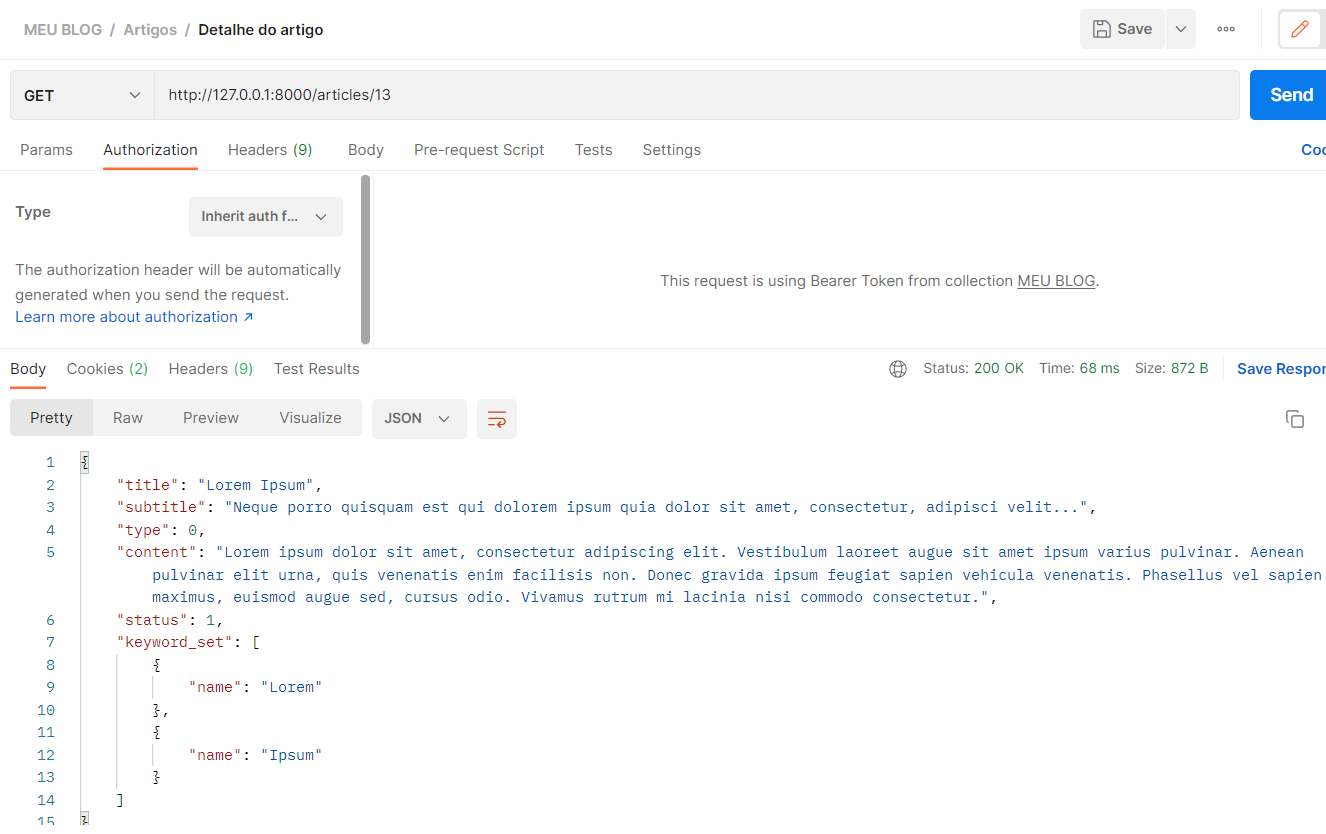 MEU BLOG / Artigos / Detalhe do artigo
Save
GET
http://127.0.0.1:8000/articles/13
Send
Params Authorization Headers (9) Body Pre-request Script Tests Settings Coo
Type
Inherit auth f...
The authorization header will be automatically
generated when you send the request.
Learn more about authorization ↗
This request is using Bearer Token from collection MEU BLOG.
Body Cookies (2) Headers (9) Test Results Status: 200 OK Time: 68 ms Size: 872 B Save Respon
Pretty Raw Preview Visualize JSON
1 {
2 "title": "Lorem Ipsum",
3 "subtitle": "Neque porro quisquam est qui dolorem ipsum quia dolor sit amet, consectetur, adipisci velit...",
4 "type": 0,
5 "content": "Lorem ipsum dolor sit amet, consectetur adipiscing elit. Vestibulum laoreet augue sit amet ipsum varius pulvinar. Aenean
pulvinar elit urna, quis venenatis enim facilisis non. Donec gravida ipsum feugiat sapien vehicula venenatis. Phasellus vel sapien
maximus, euismod augue sed, cursus odio. Vivamus rutrum mi lacinia nisi commodo consectetur.",
6 "status": 1,
7 "keyword_set": [
8 {
9 "name": "Lorem"
10 },
11 {
12 "name": "Ipsum"
13 }
14 ]
15 }